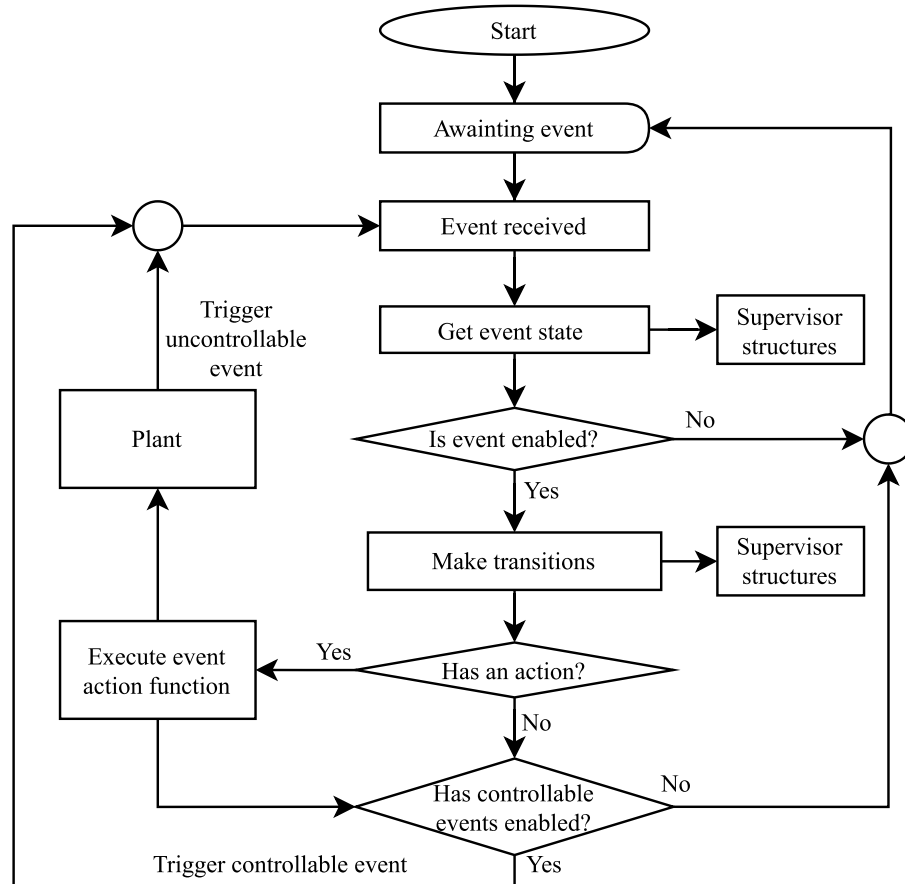 Start
Awainting event
Event received
Trigger
uncontrollable
event
Get event state
Supervisor
structures
Plant
Is event enabled?
No
Yes
Make transitions
Supervisor
structures
Execute event
action function
Yes
Has an action?
No
Has controllable
events enabled?
No
Trigger controllable event
Yes